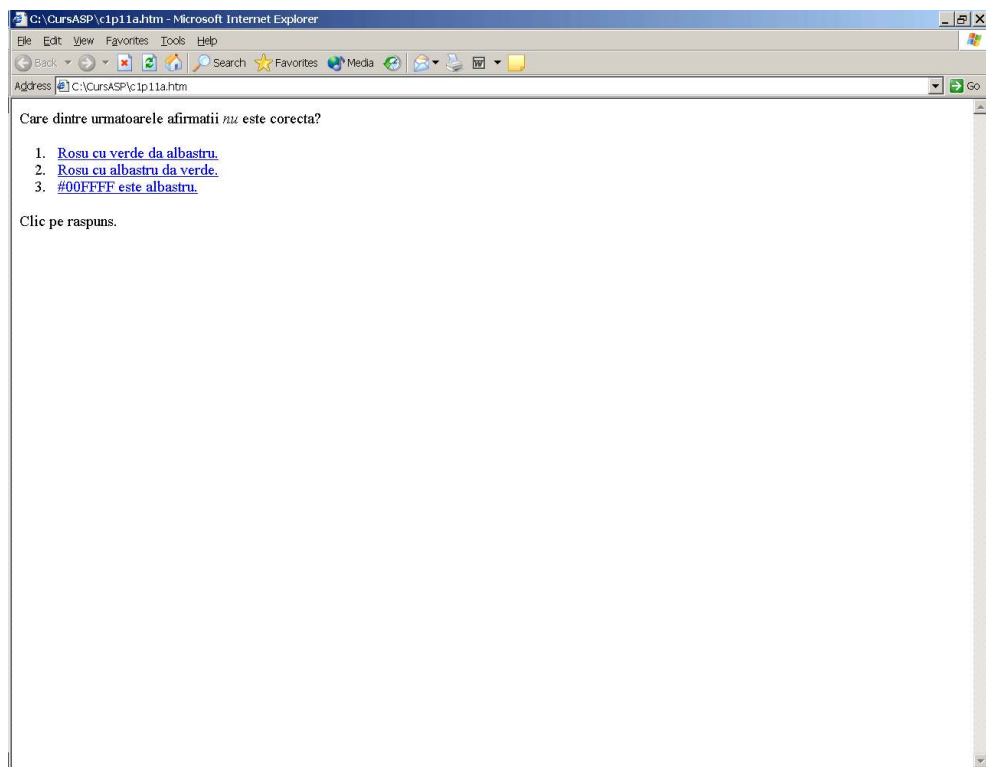 C:\CursASP\c1p11a.htm - Microsoft Internet Explorer
File Edit View Favorites Tools Help
Back Search Favorites Media
Address C:\CursASP\c1p11a.htm Go
Care dintre urmatoarele afirmatii nu este corecta?
1. Rosu cu verde da albastru.
2. Rosu cu albastru da verde.
3. #00FFFF este albastru.
Clic pe raspuns.